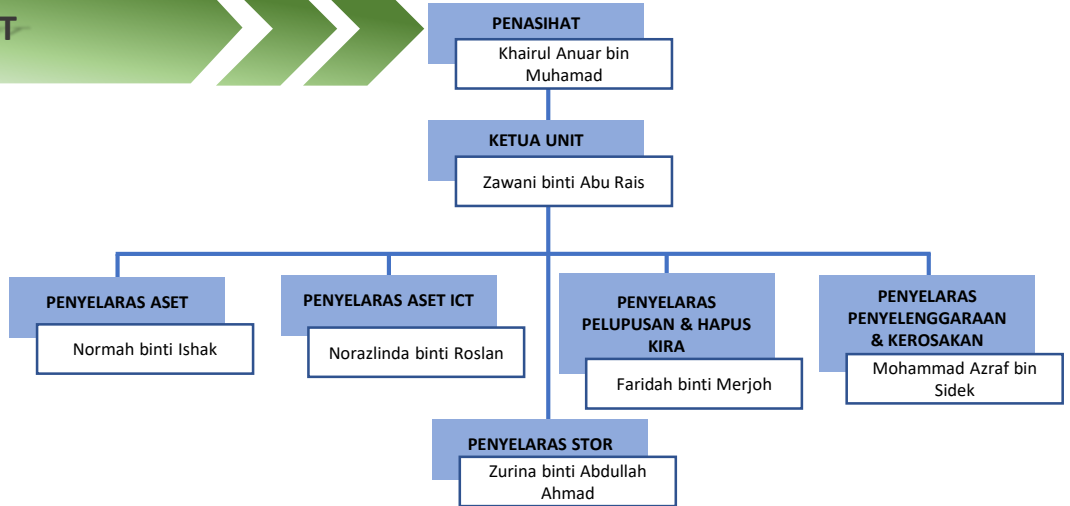 T
PENASIHAT
Khairul Anuar bin
Muhamad
KETUA UNIT
Zawani binti Abu Rais
PENYELARAS ASET
Normah binti Ishak
PENYELARAS ASET ICT
Norazlinda binti Roslan
PENYELARAS
PELUPUSAN & HAPUS
KIRA
Faridah binti Merjoh
PENYELARAS
PENYELENGGARAAN
& KEROSAKAN
Mohammad Azraf bin
Sidek
PENYELARAS STOR
Zurina binti Abdullah
Ahmad